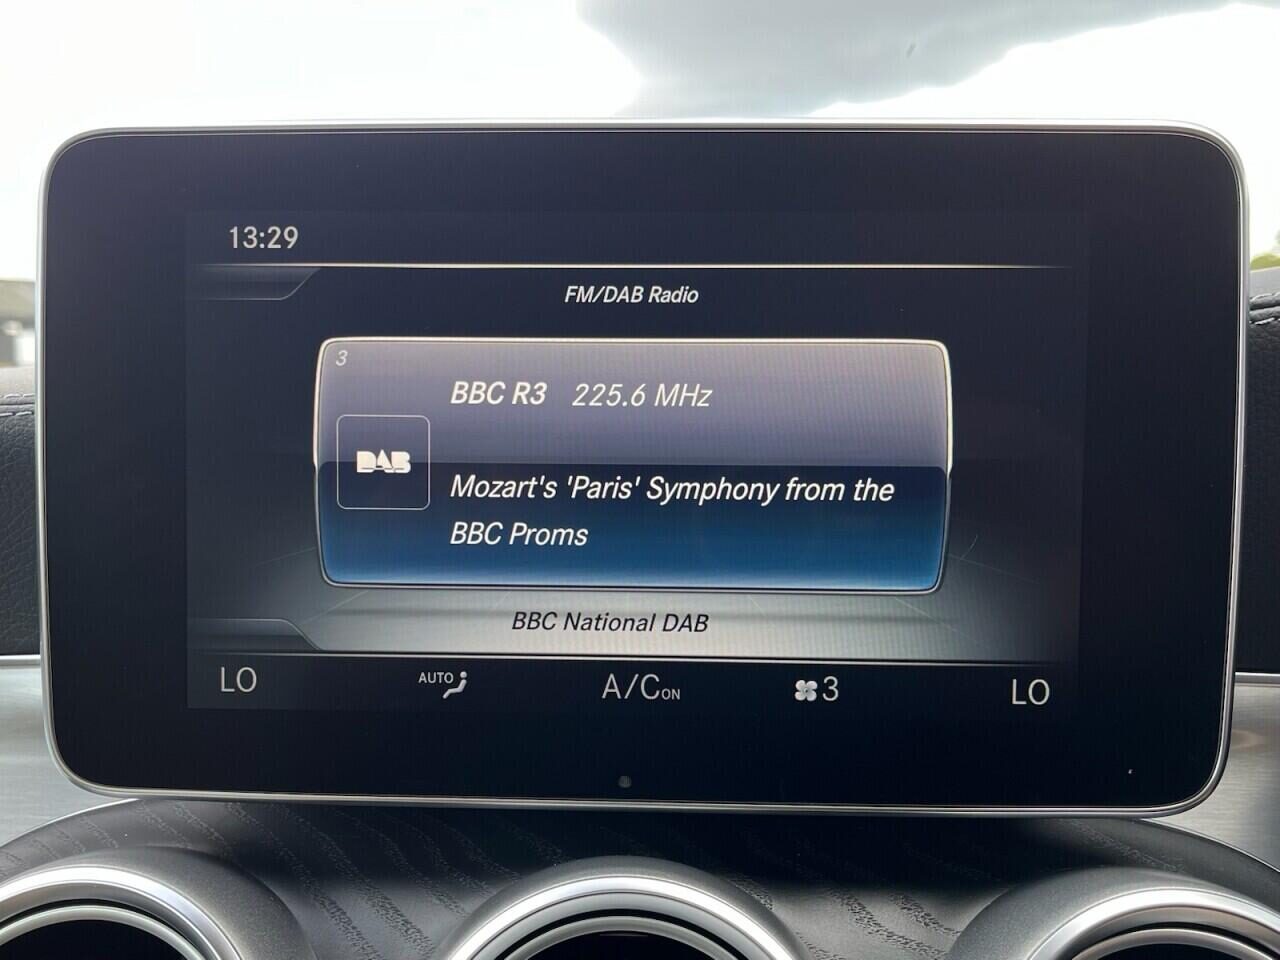 13:29
FM/DAB Radio
3
BBC R3 225.6 MHz
DAB
Mozart's 'Paris' Symphony from the
BBC Proms
BBC National DAB
LO AUTO A/C ON 3 LO